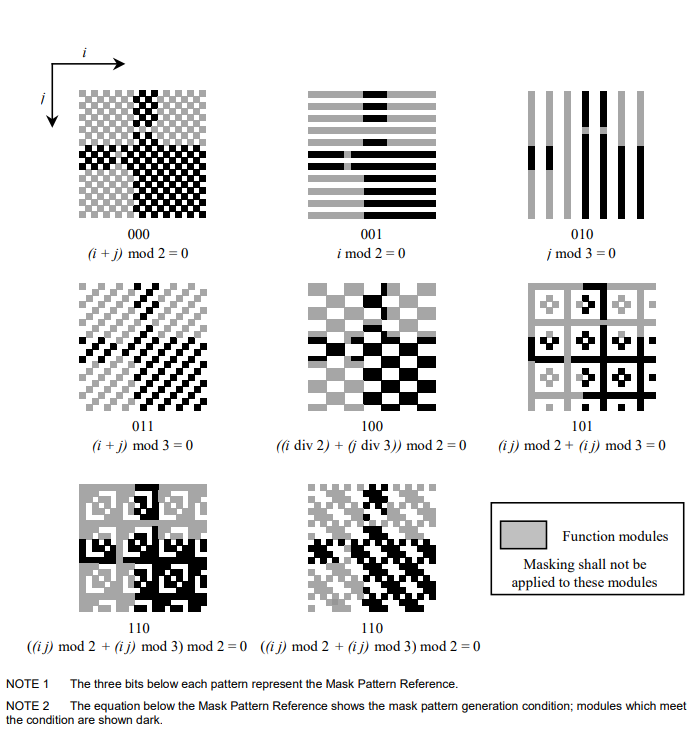 i
j
000
(i + j) mod 2 = 0
001
i mod 2 = 0
010
j mod 3 = 0
011
(i + j) mod 3 = 0
100
((i div 2) + (j div 3)) mod 2 = 0
101
(i j) mod 2 + (i j) mod 3 = 0
110
((i j) mod 2 + (i j) mod 3) mod 2 = 0
110
((i j) mod 2 + (i j) mod 3) mod 2 = 0
Function modules
Masking shall not be
applied to these modules
NOTE 1 The three bits below each pattern represent the Mask Pattern Reference.
NOTE 2 The equation below the Mask Pattern Reference shows the mask pattern generation condition; modules which meet
the condition are shown dark.